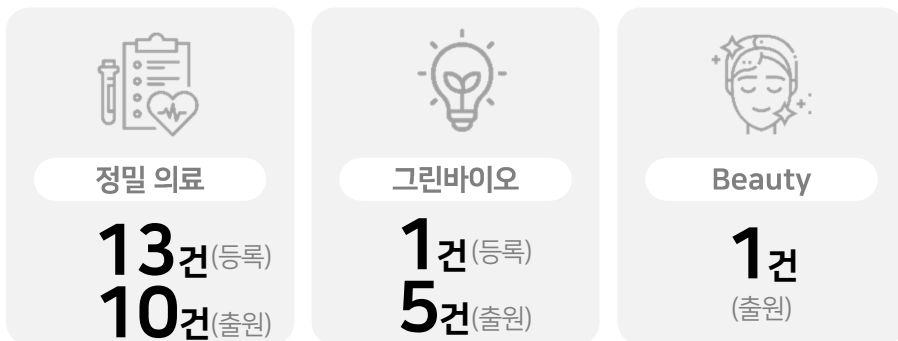 정밀 의료
13건(등록)
10건(출원)
그린바이오
1건(등록)
5건(출원)
Beauty
1건
(출원)